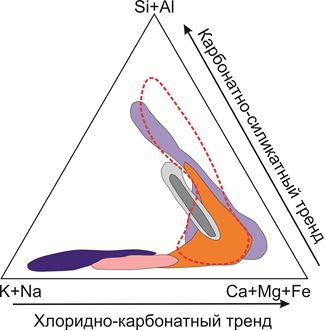 Si+Al
Карбонатно-силикатный тренд
K+Na
Ca+Mg+Fe
Хлоридно-карбонатный тренд